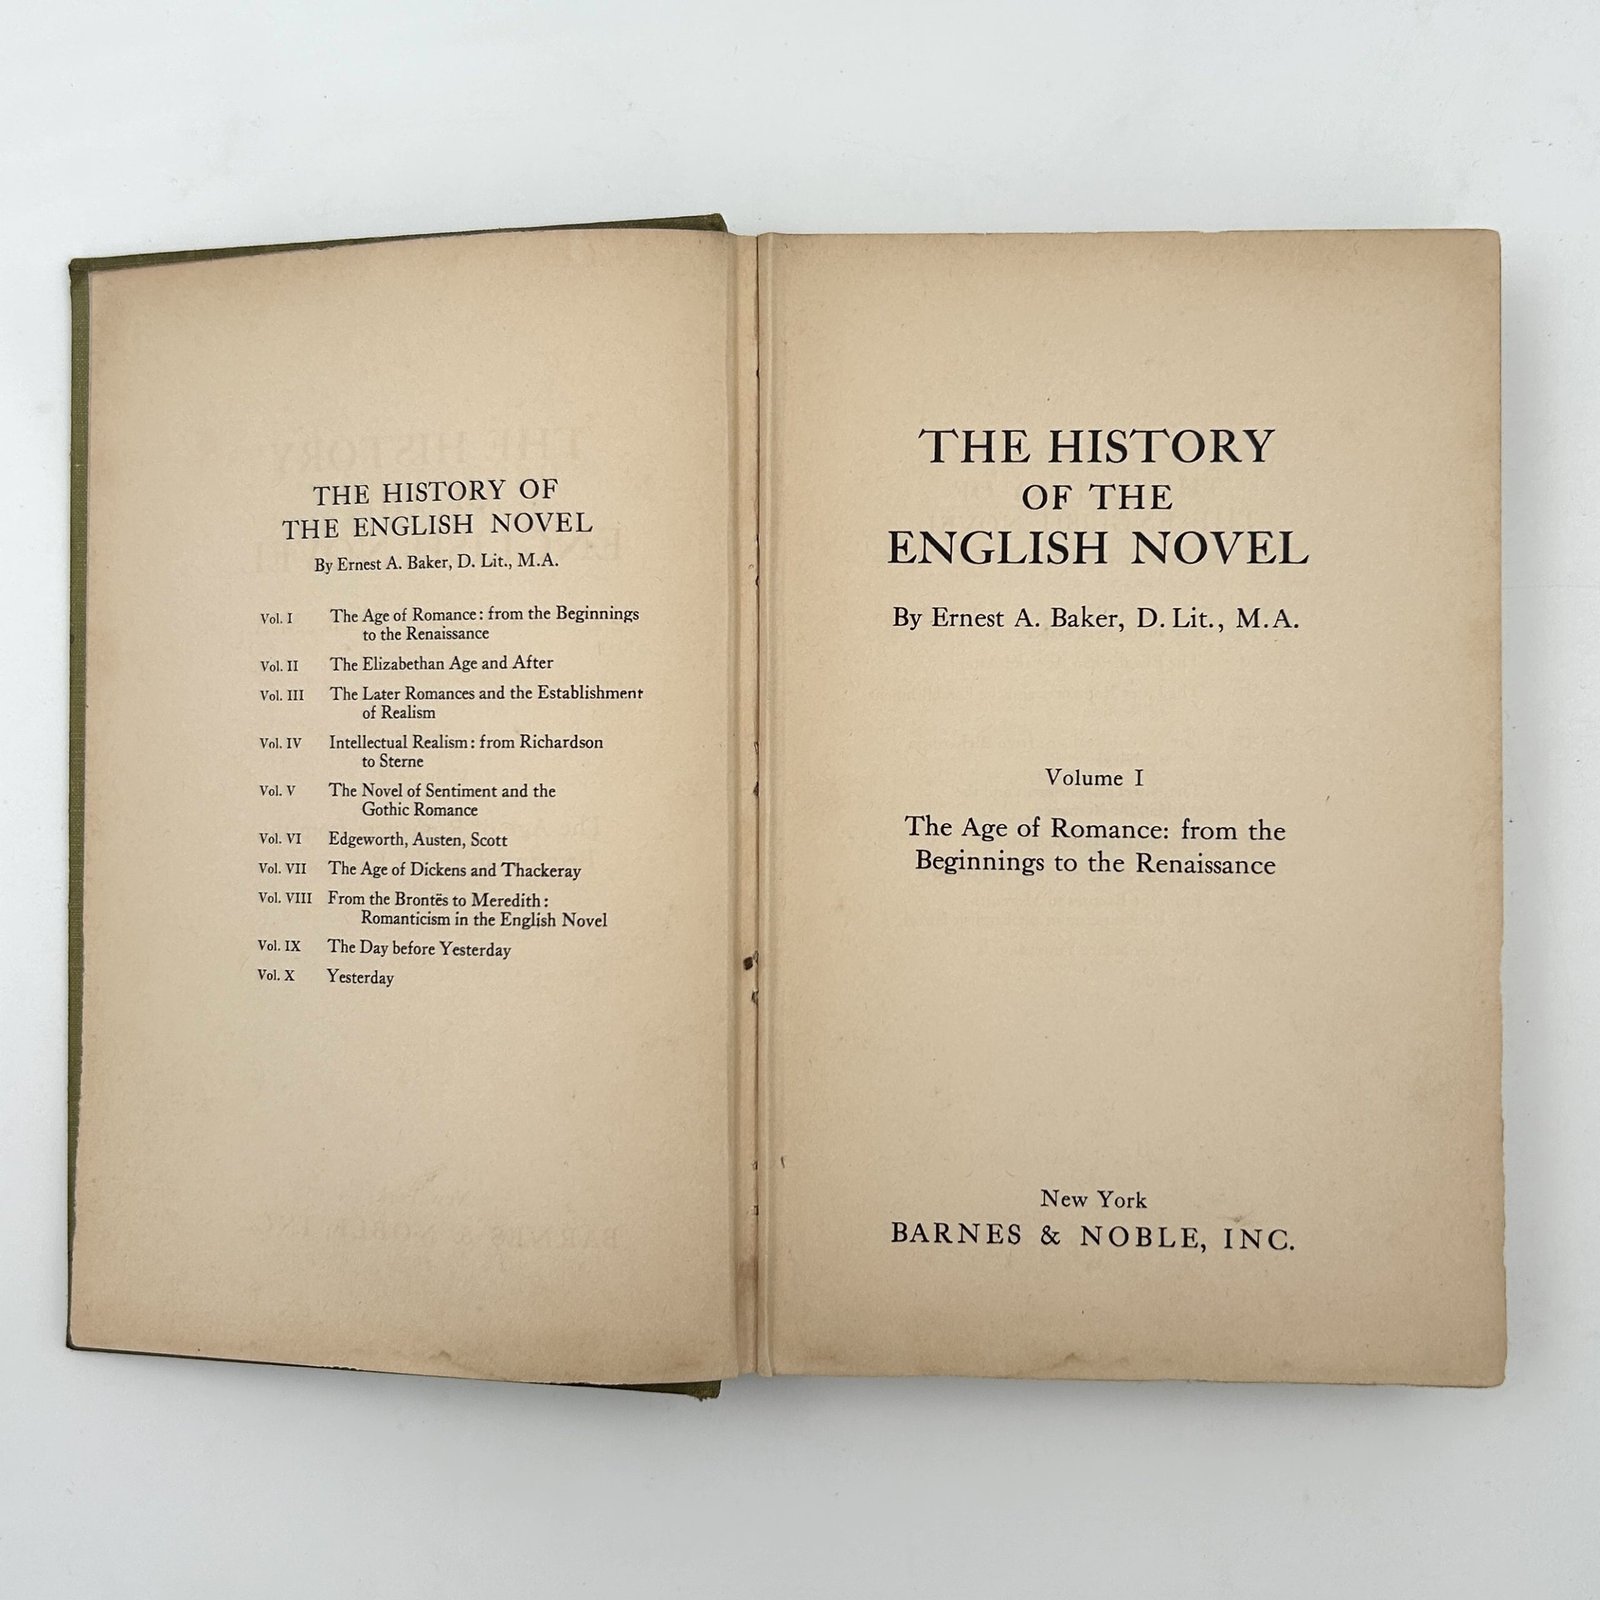 THE HISTORY OF
THE ENGLISH NOVEL
By Ernest A. Baker, D. Lit., M.A.
Vol. I The Age of Romance: from the Beginnings
to the Renaissance
Vol. II The Elizabethan Age and After
Vol. III The Later Romances and the Establishment
of Realism
Vol. IV Intellectual Realism: from Richardson
to Sterne
Vol. V The Novel of Sentiment and the
Gothic Romance
Vol. VI Edgeworth, Austen, Scott
Vol. VII The Age of Dickens and Thackeray
Vol. VIII From the Brontës to Meredith:
Romanticism in the English Novel
Vol. IX The Day before Yesterday
Vol. X Yesterday
THE HISTORY
OF THE
ENGLISH NOVEL
By Ernest A. Baker, D. Lit., M.A.
Volume I
The Age of Romance: from the
Beginnings to the Renaissance
New York
BARNES & NOBLE, INC.